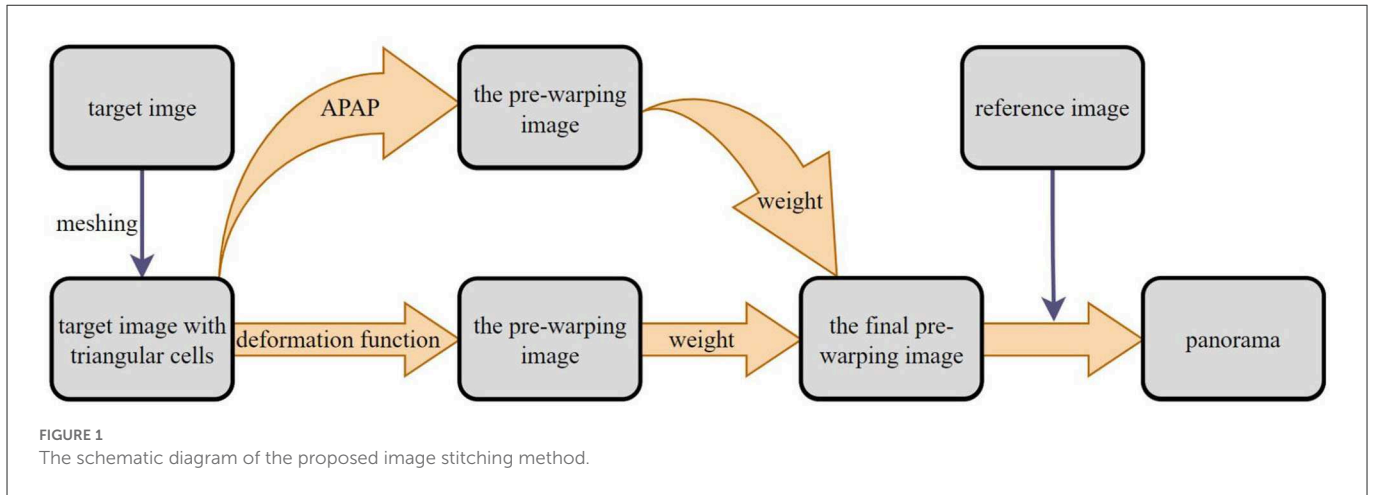 target imge
APAP
the pre-warping
image
reference image
weight
meshing
target image with
triangular cells
deformation function
the pre-warping
image
weight
the final pre-
warping image
panorama
FIGURE 1
The schematic diagram of the proposed image stitching method.